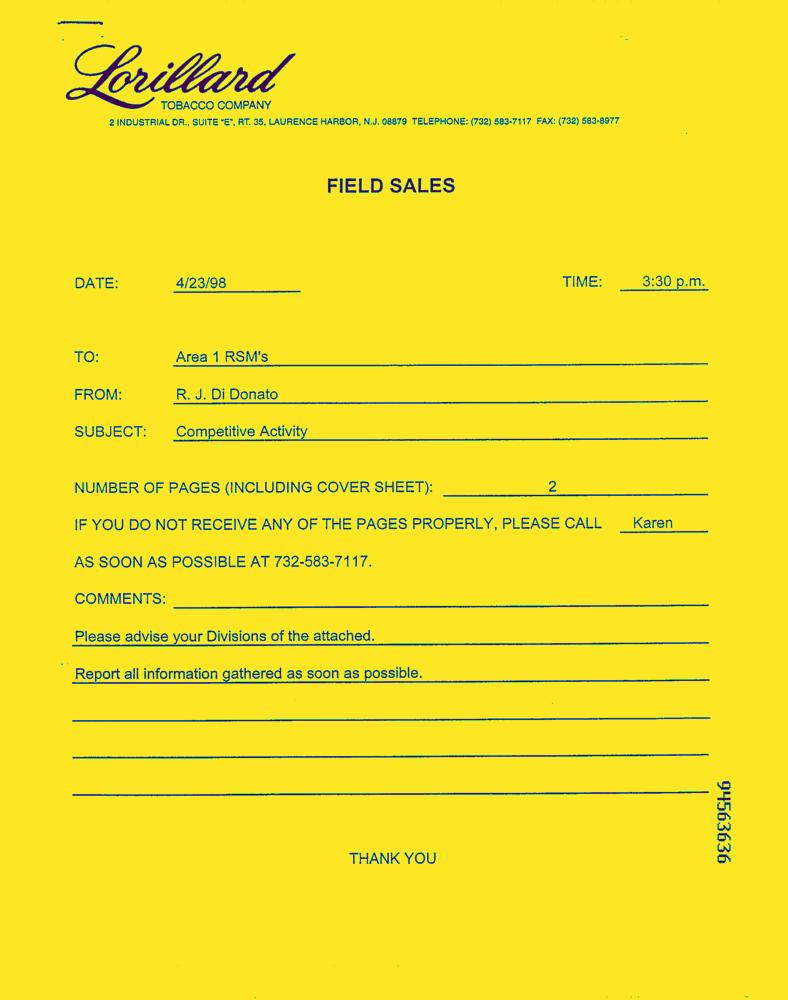 Lorillard
TOBACCO COMPANY
2 INDUSTRIAL DR., SUITE "E", RT. 35, LAURENCE HARBOR, N.J. 08879 TELEPHONE: (732) 583-7117 FAX: (732) 583-8977
FIELD SALES
DATE: 4/23/98 TIME: 3:30 p.m.
TO: Area 1 RSM's
FROM: R. J. Di Donato
SUBJECT: Competitive Activity
NUMBER OF PAGES (INCLUDING COVER SHEET): 2
IF YOU DO NOT RECEIVE ANY OF THE PAGES PROPERLY, PLEASE CALL Karen
AS SOON AS POSSIBLE AT 732-583-7117.
COMMENTS:
Please advise your Divisions of the attached.
Report all information gathered as soon as possible.
94563636
THANK YOU